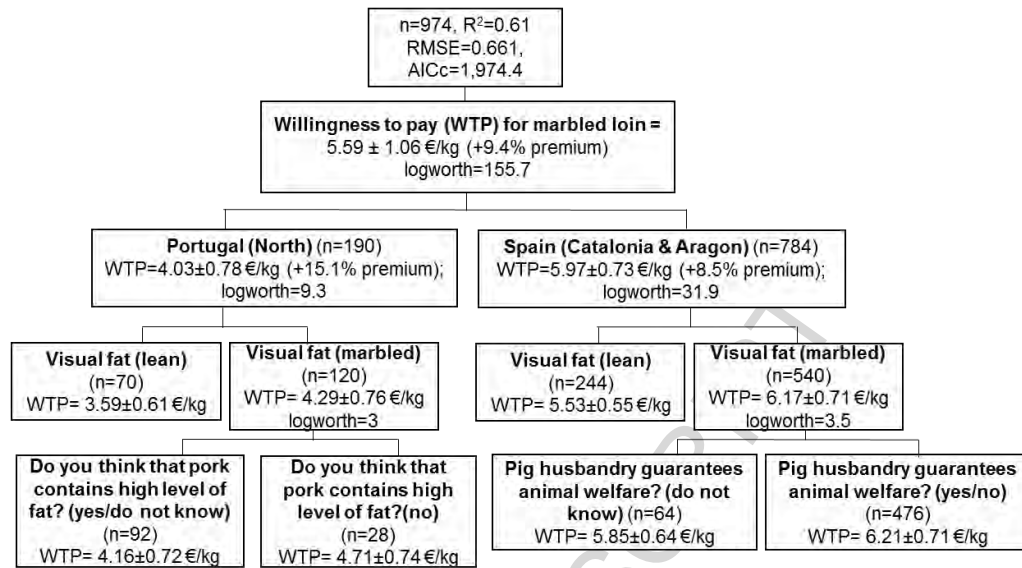 n=974, R²=0.61
RMSE=0.661,
AICc=1,974.4
Willingness to pay (WTP) for marbled loin =
5.59 ± 1.06 €/kg (+9.4% premium)
logworth=155.7
Portugal (North) (n=190)
WTP=4.03±0.78 €/kg (+15.1% premium);
logworth=9.3
Spain (Catalonia & Aragon) (n=784)
WTP=5.97±0.73 €/kg (+8.5% premium);
logworth=31.9
Visual fat (lean)
(n=70)
WTP= 3.59±0.61 €/kg
Visual fat (marbled)
(n=120)
WTP= 4.29±0.76 €/kg
logworth=3
Visual fat (lean)
(n=244)
WTP= 5.53±0.55 €/kg
Visual fat (marbled)
(n=540)
WTP= 6.17±0.71 €/kg
logworth=3.5
Do you think that pork
contains high level of
fat? (yes/do not know)
(n=92)
WTP= 4.16±0.72 €/kg
Do you think that
pork contains high
level of fat?(no)
(n=28)
WTP= 4.71±0.74 €/kg
Pig husbandry guarantees
animal welfare? (do not
know) (n=64)
WTP= 5.85±0.64 €/kg
Pig husbandry guarantees
animal welfare? (yes/no)
(n=476)
WTP= 6.21±0.71 €/kg